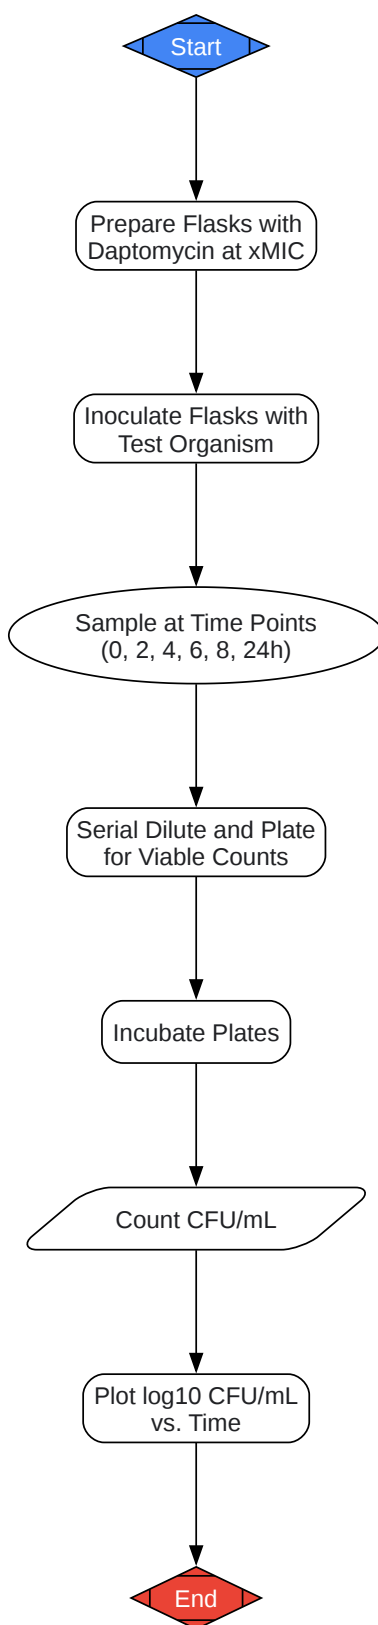 Start
Prepare Flasks with
Daptomycin at xMIC
Inoculate Flasks with
Test Organism
Sample at Time Points
(0, 2, 4, 6, 8, 24h)
Serial Dilute and Plate
for Viable Counts
Incubate Plates
Count CFU/mL
Plot log10 CFU/mL
vs. Time
End